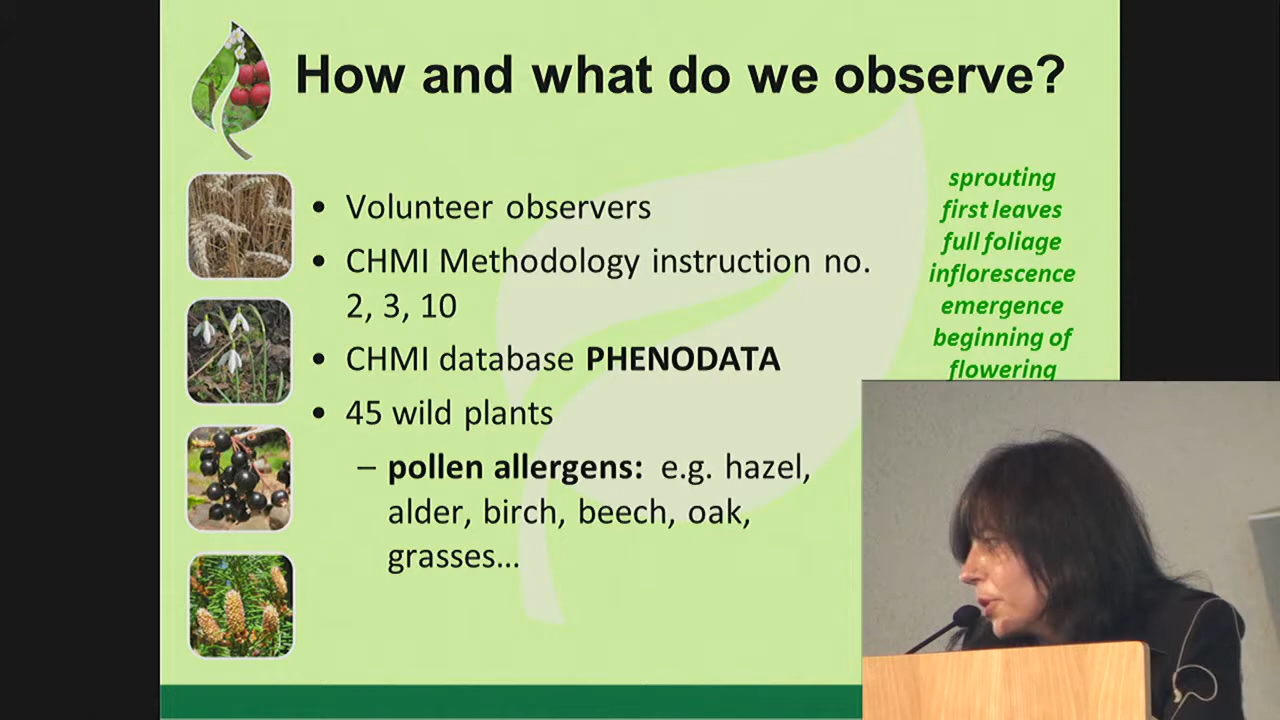 How and what do we observe?
• Volunteer observers
• CHMI Methodology instruction no.
2, 3, 10
• CHMI database PHENODATA
• 45 wild plants
– pollen allergens: e.g. hazel,
alder, birch, beech, oak,
grasses...
sprouting
first leaves
full foliage
inflorescence
emergence
beginning of
flowering